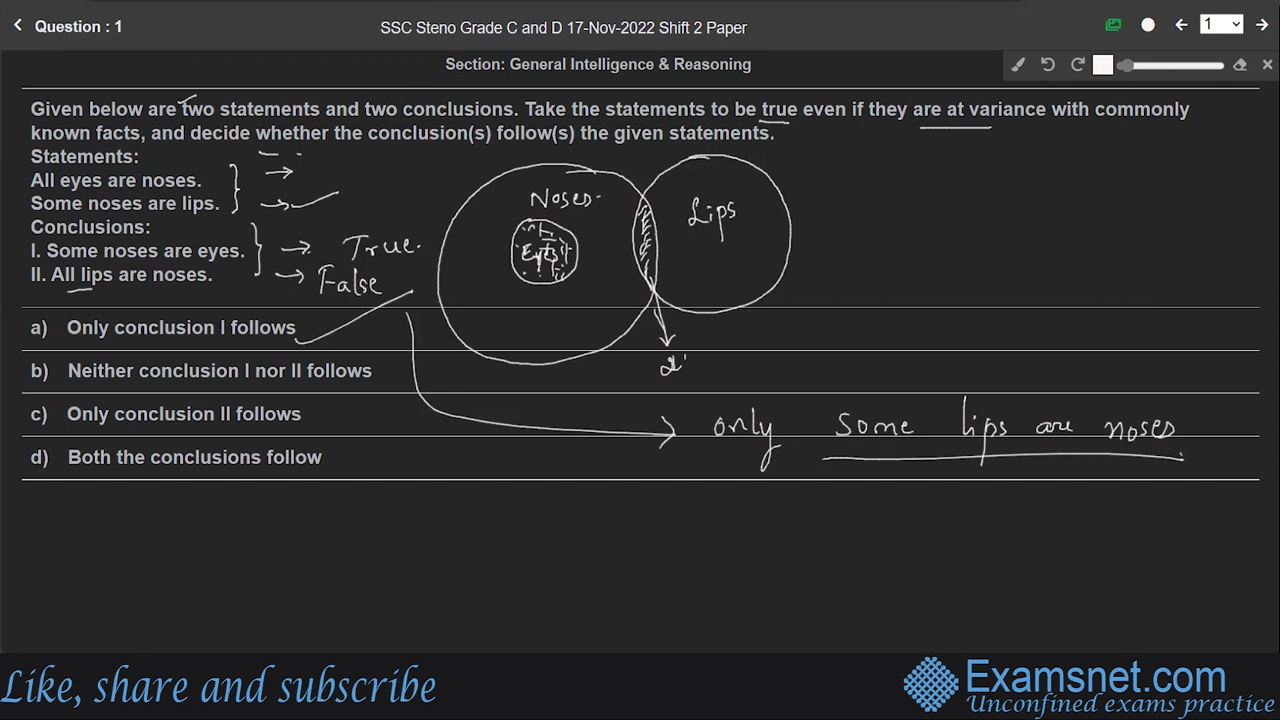 Question : 1
SSC Steno Grade C and D 17-Nov-2022 Shift 2 Paper
1
Section: General Intelligence & Reasoning
Given below are two statements and two conclusions. Take the statements to be true even if they are at variance with commonly
known facts, and decide whether the conclusion(s) follow(s) the given statements.
Statements:
All eyes are noses.
Some noses are lips.
Conclusions:
I. Some noses are eyes.
II. All lips are noses.
True.
False
Noses.
Eyes
Lips
a) Only conclusion I follows
b) Neither conclusion I nor II follows
c) Only conclusion II follows
only some lips are noses
d) Both the conclusions follow
Like, share and subscribe
Examsnet.com
Unconfined exams practice